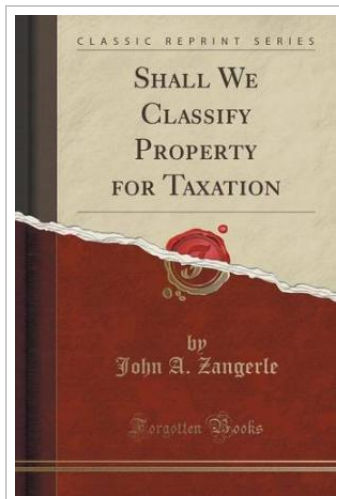 CLASSIC REPRINT SERIES
SHALL WE
CLASSIFY
PROPERTY
FOR TAXATION
by
John A. Zangerle
Forgotten Books